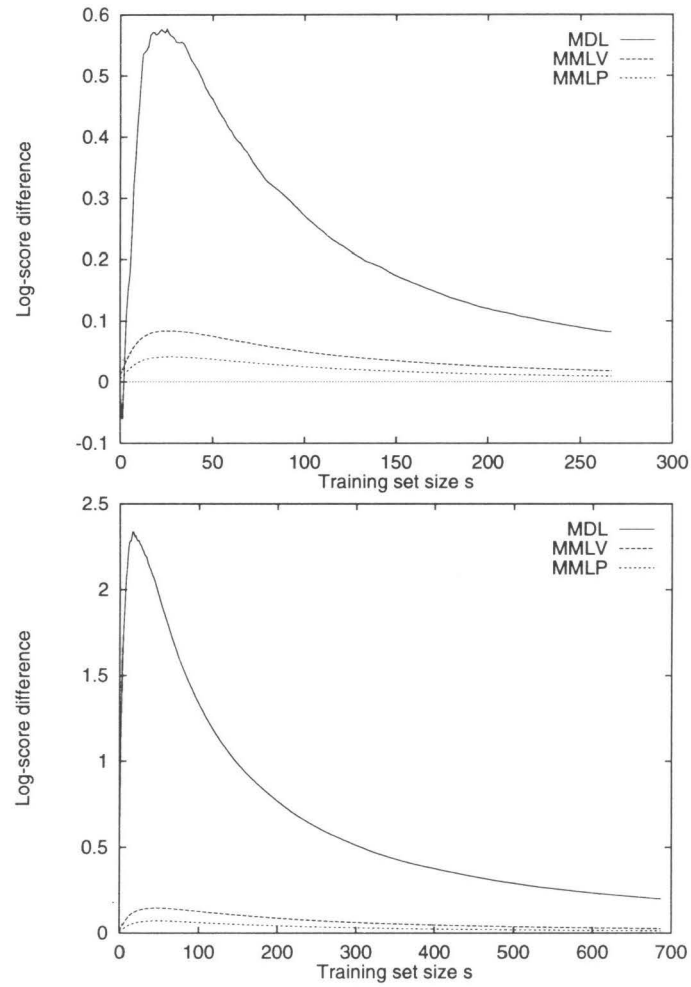 0.6
0.5
0.4
0.3
0.2
0.1
0
-0.1
Log-score difference
MDL
MMLV
MMLP
0 50 100 150 200 250 300
Training set size s
2.5
2
1.5
1
0.5
0
Log-score difference
MDL
MMLV
MMLP
0 100 200 300 400 500 600 700
Training set size s